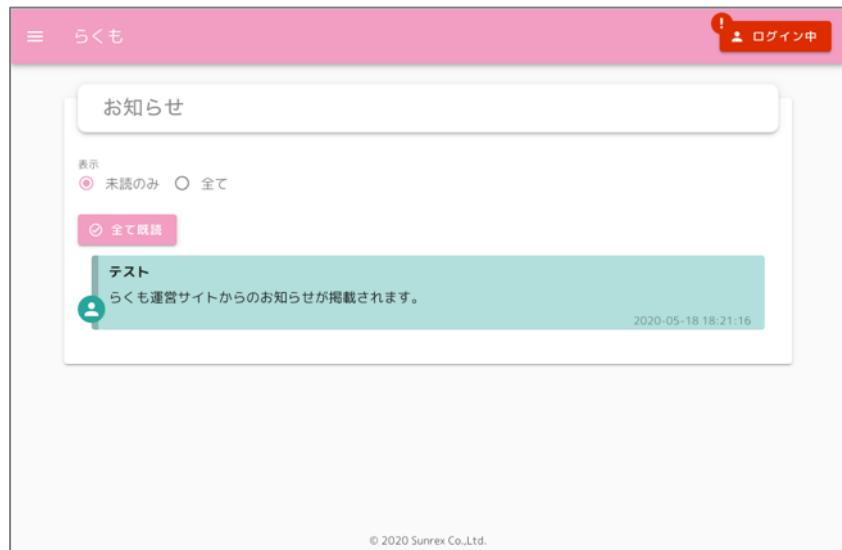 らくも
! ログイン中
お知らせ
表示
未読のみ 全て
全て既読
テスト
らくも運営サイトからのお知らせが掲載されます。
2020-05-18 18:21:16
© 2020 Sunrex Co.,Ltd.